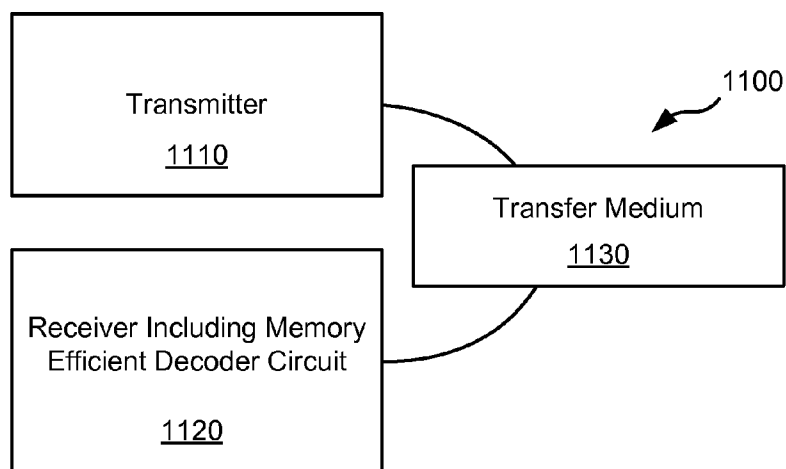 Transmitter
1110
1100
Transfer Medium
1130
Receiver Including Memory
Efficient Decoder Circuit
1120